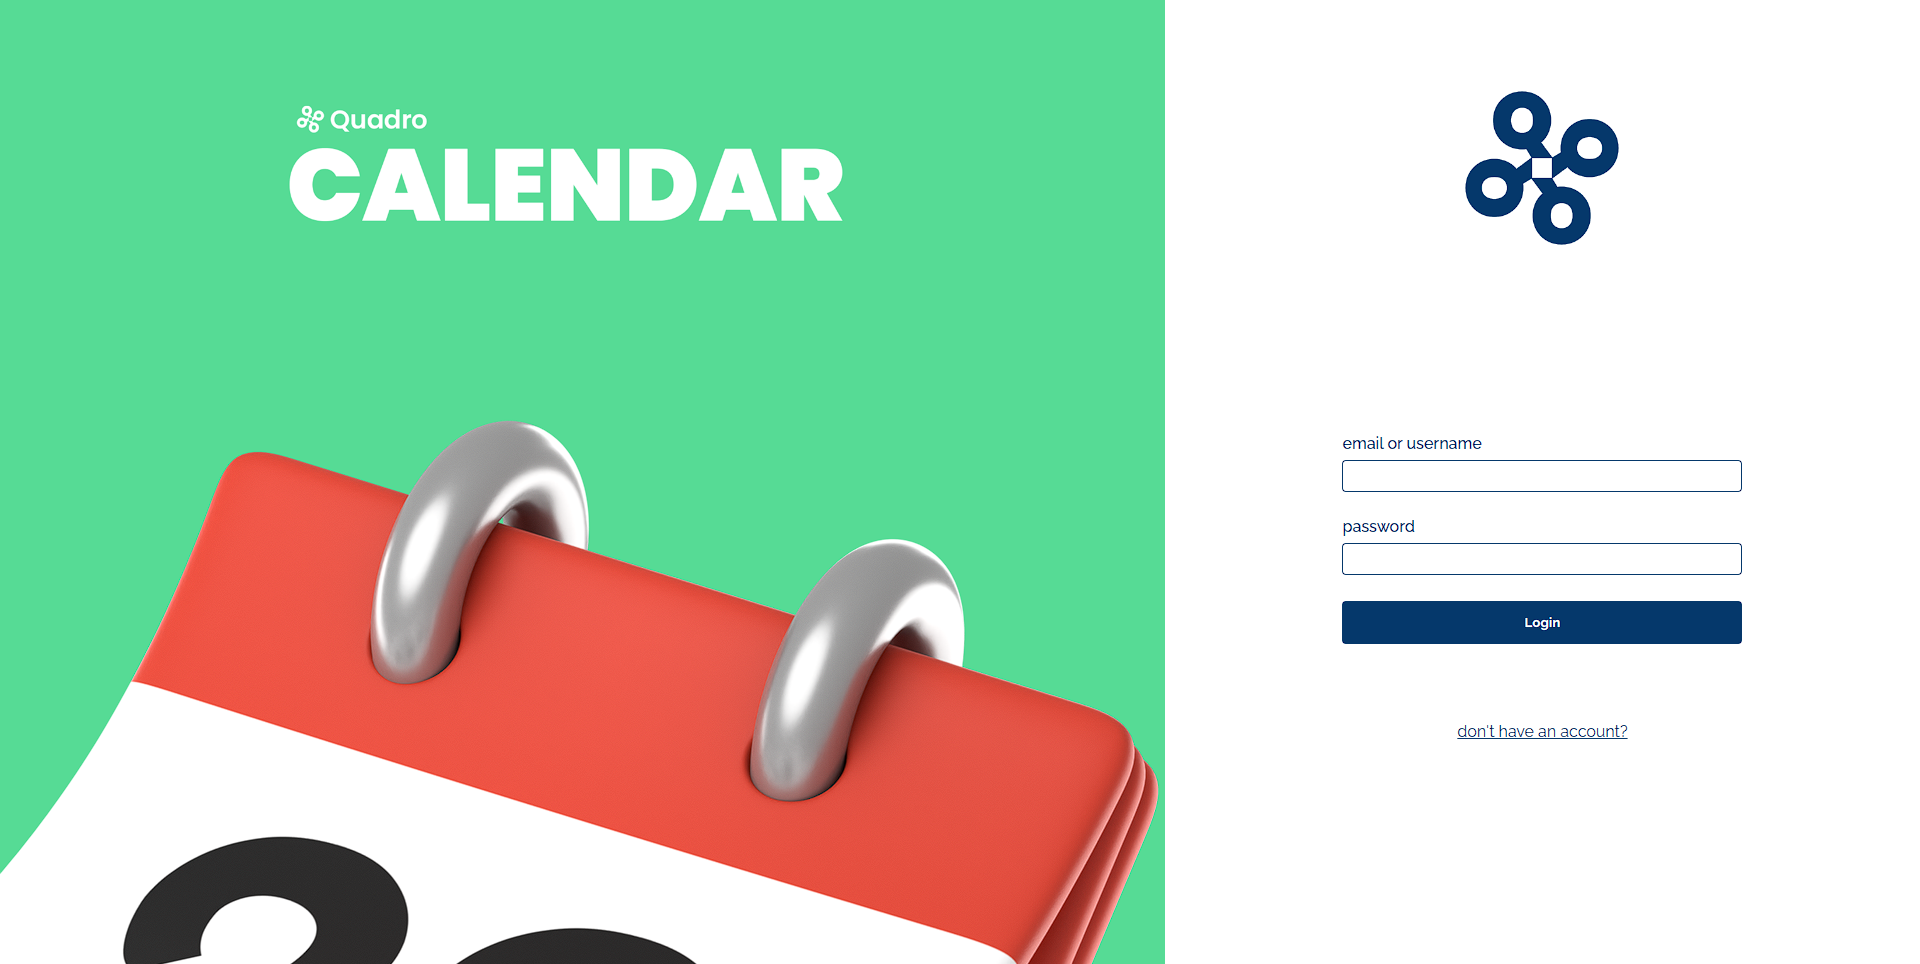 Quadro
CALENDAR
email or username
password
Login
don't have an account?